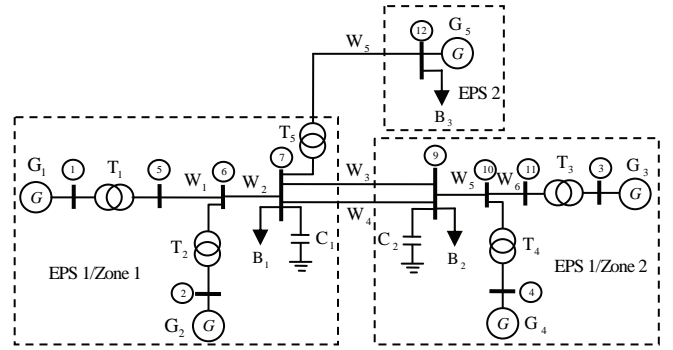 12 G5
W5 G
EPS 2
B3
T5
1 5 6 7 9 10 11 3
G1 T1 W1 W2 W3 W5 W6 T3 G3
G G
W4
T2 C1 C2 T4
B1 B2
EPS 1/Zone 1 EPS 1/Zone 2
2 4
G G2 G G4